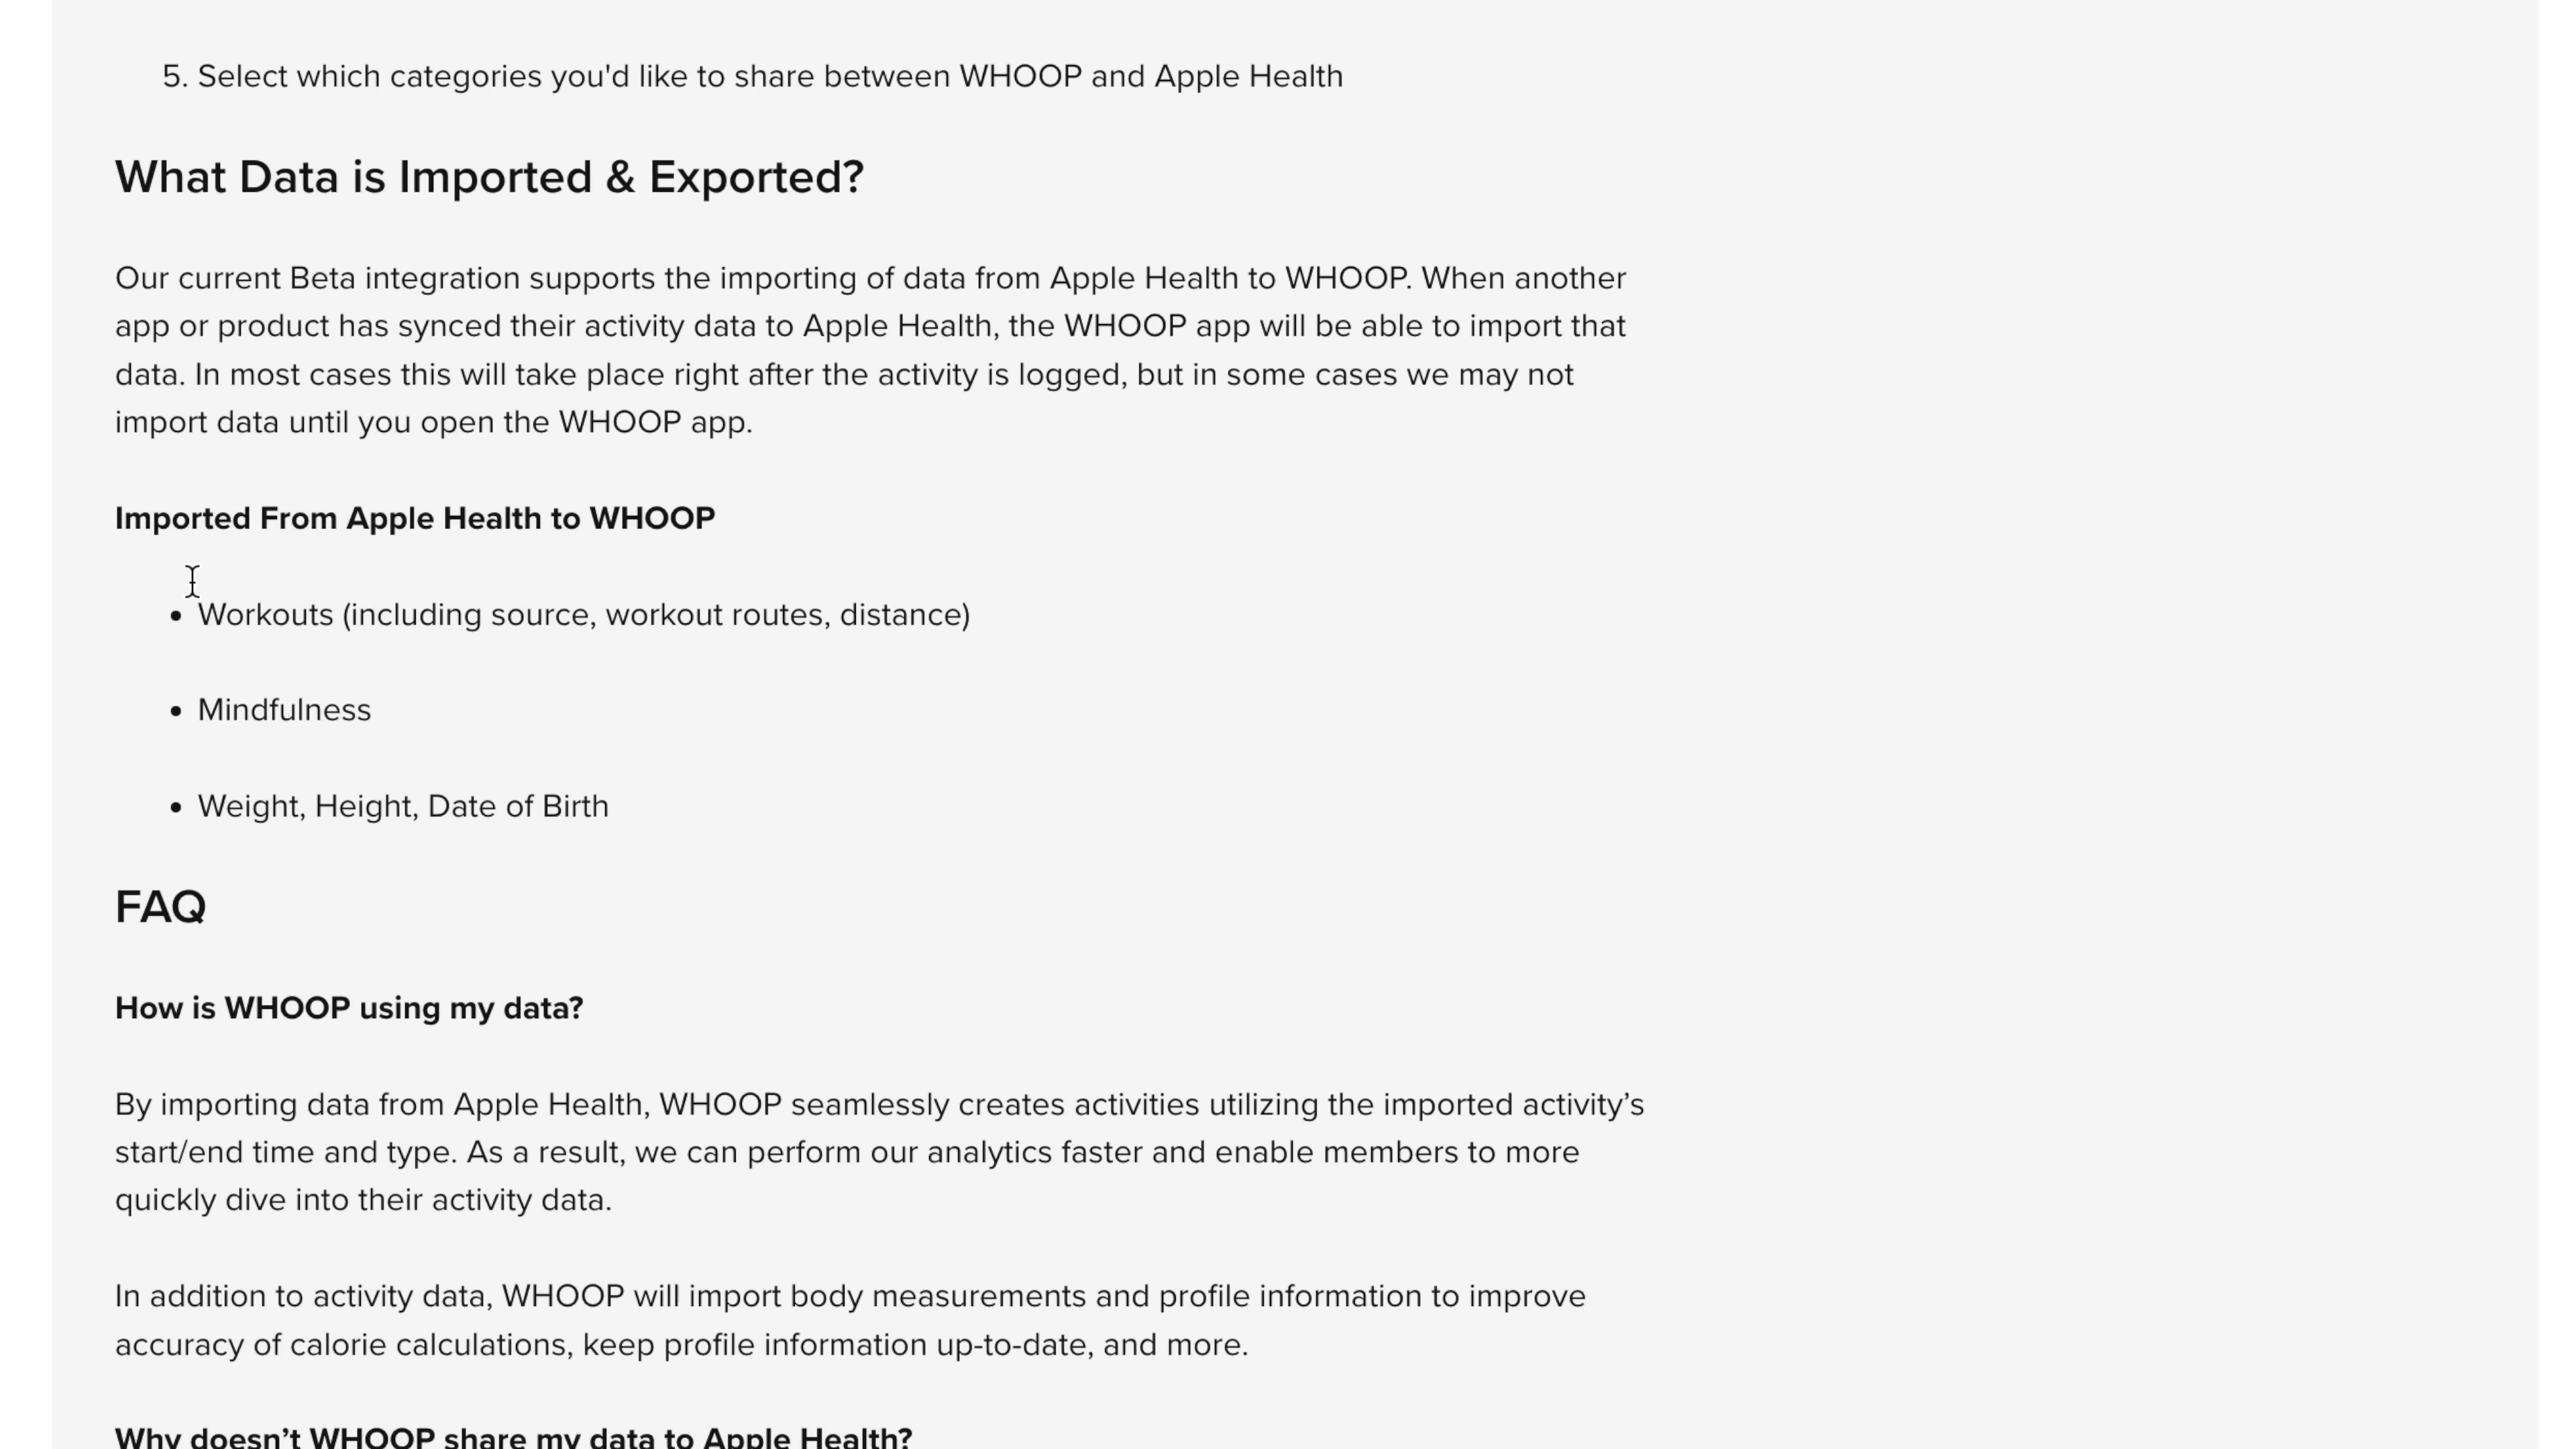 5. Select which categories you'd like to share between WHOOP and Apple Health
What Data is Imported & Exported?
Our current Beta integration supports the importing of data from Apple Health to WHOOP. When another
app or product has synced their activity data to Apple Health, the WHOOP app will be able to import that
data. In most cases this will take place right after the activity is logged, but in some cases we may not
import data until you open the WHOOP app.
Imported From Apple Health to WHOOP
• Workouts (including source, workout routes, distance)
• Mindfulness
• Weight, Height, Date of Birth
FAQ
How is WHOOP using my data?
By importing data from Apple Health, WHOOP seamlessly creates activities utilizing the imported activity’s
start/end time and type. As a result, we can perform our analytics faster and enable members to more
quickly dive into their activity data.
In addition to activity data, WHOOP will import body measurements and profile information to improve
accuracy of calorie calculations, keep profile information up-to-date, and more.
Why doesn’t WHOOP share my data to Apple Health?